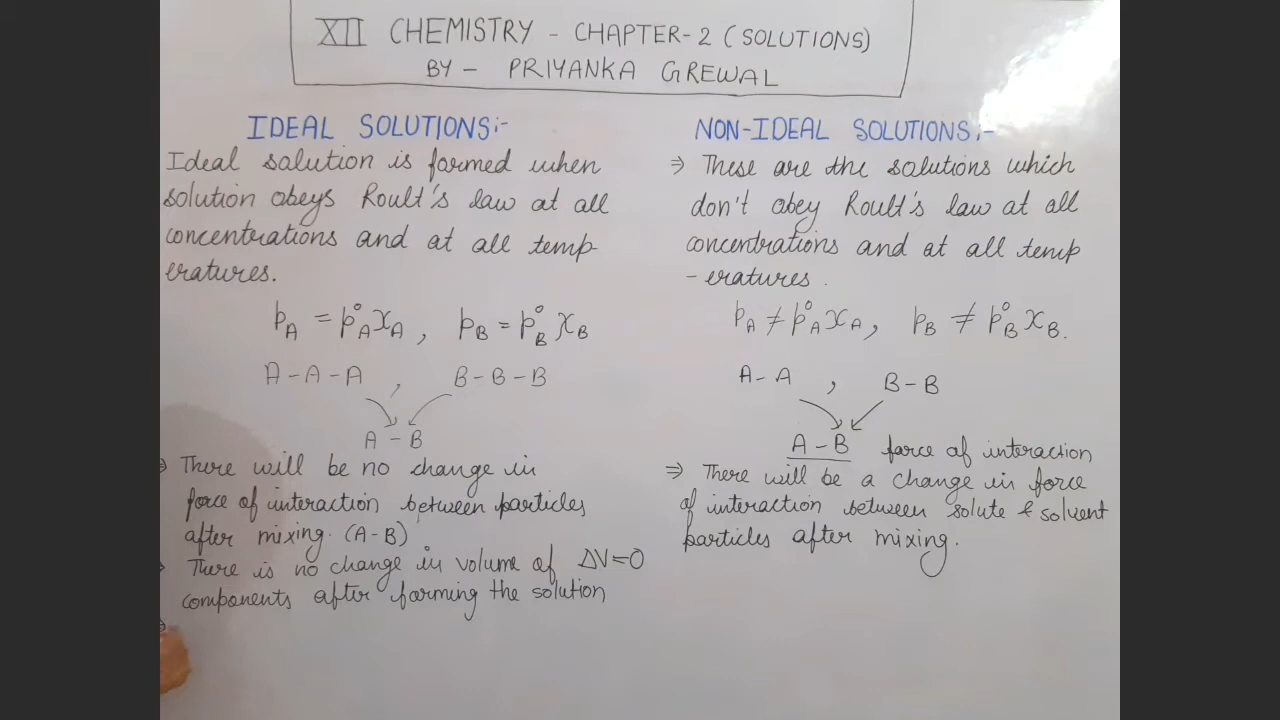 XII CHEMISTRY - CHAPTER-2 (SOLUTIONS)
BY - PRIYANKA GREWAL
IDEAL SOLUTIONS:-
Ideal solution is formed when
solution obeys Roult's law at all
concentrations and at all temp-
eratures.
pA = p°A xA , pB = p°B xB
A-A-A , B-B-B
A-B
⇒ There will be no change in
force of interaction between particles
after mixing. (A-B)
⇒ There is no change in volume of ΔV=0
components after forming the solution
⇒
NON-IDEAL SOLUTIONS:-
⇒ These are the solutions which
don't obey Roult's law at all
concentrations and at all temp
-eratures.
pA ≠ p°A xA, pB ≠ p°B xB.
A-A , B-B
A-B force of interaction
⇒ There will be a change in force
of interaction between solute & solvent
particles after mixing.